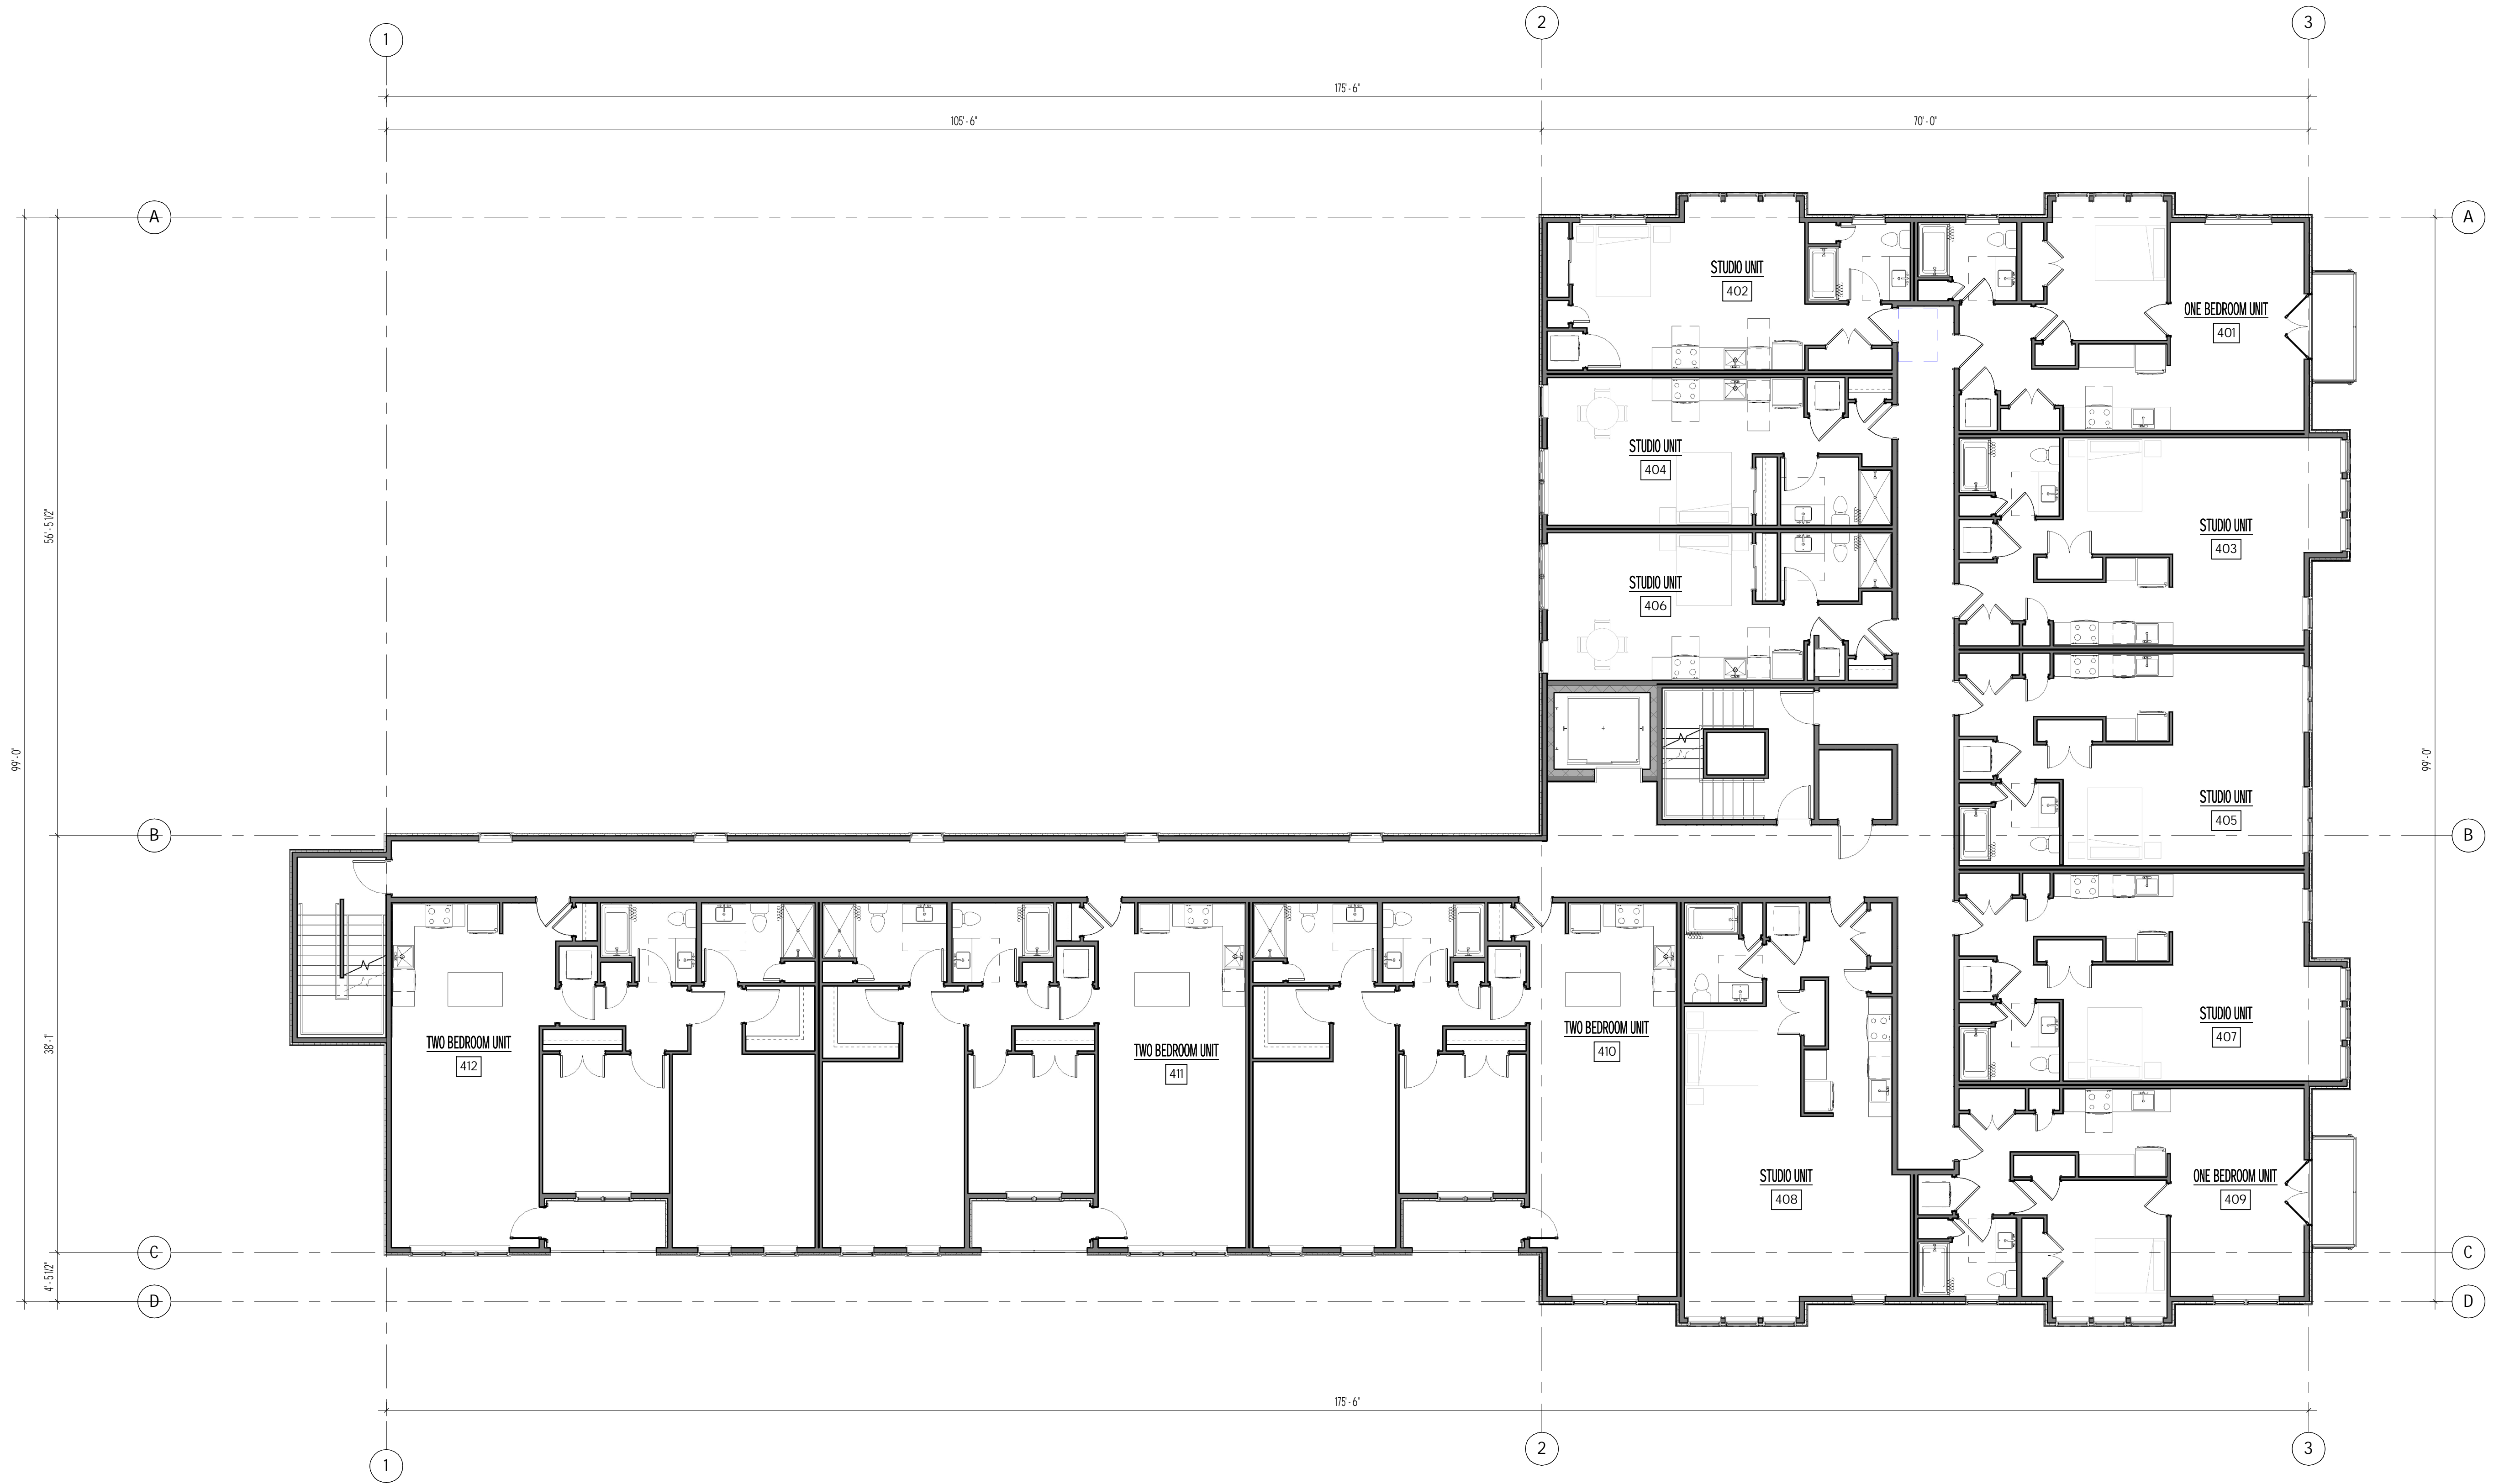 2
3
1
175' - 6"
105' - 6"
70' - 0"
A
A
STUDIO UNIT
402
ONE BEDROOM UNIT
401
STUDIO UNIT
404
56' - 5 1/2"
STUDIO UNIT
403
STUDIO UNIT
406
99' - 0"
99' - 0"
STUDIO UNIT
405
B
B
38' - 1"
TWO BEDROOM UNIT
412
TWO BEDROOM UNIT
411
TWO BEDROOM UNIT
410
STUDIO UNIT
407
STUDIO UNIT
408
ONE BEDROOM UNIT
409
C
C
4' - 5 1/2"
D
D
175' - 6"
1
2
3